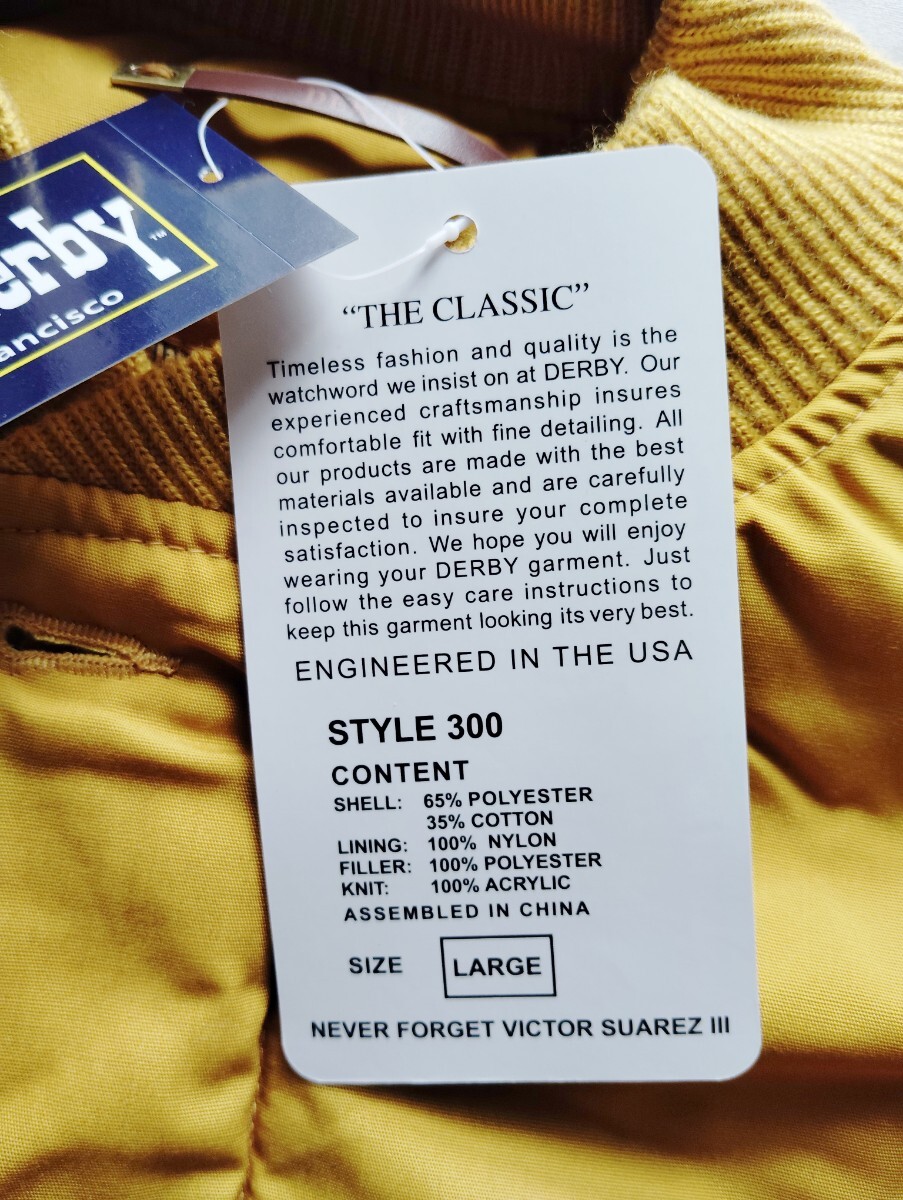 erby™
ancisco
“THE CLASSIC”
Timeless fashion and quality is the
watchword we insist on at DERBY. Our
experienced craftsmanship insures
comfortable fit with fine detailing. All
our products are made with the best
materials available and are carefully
inspected to insure your complete
satisfaction. We hope you will enjoy
wearing your DERBY garment. Just
follow the easy care instructions to
keep this garment looking its very best.
ENGINEERED IN THE USA
STYLE 300
CONTENT
SHELL: 65% POLYESTER
35% COTTON
LINING: 100% NYLON
FILLER: 100% POLYESTER
KNIT: 100% ACRYLIC
ASSEMBLED IN CHINA
SIZE LARGE
NEVER FORGET VICTOR SUAREZ III